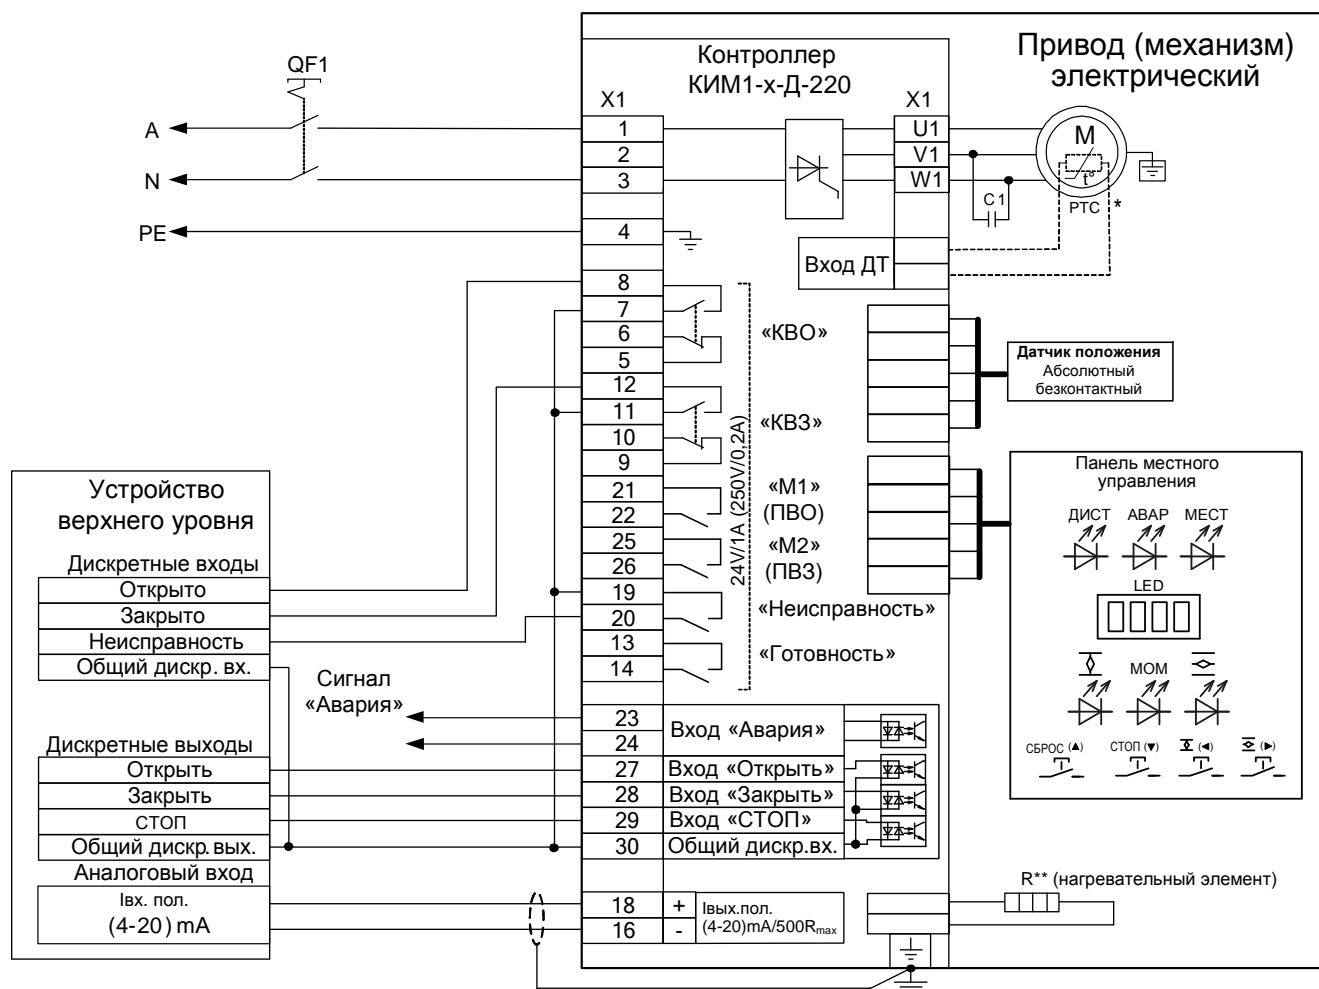 QF1
A
N
PE
Контроллер
КИМ1-х-Д-220
X1
X1
1
2
3
4
U1
V1
W1
Привод (механизм)
электрический
M
t°
PTC
*
C1
Вход ДТ
8
7
6
5
12
11
10
9
21
22
25
26
19
20
13
14
24V/1A (250V/0,2A)
«КВО»
«КВЗ»
«М1»
(ПВО)
«М2»
(ПВЗ)
«Неисправность»
«Готовность»
Датчик положения
Абсолютный
безконтактный
Панель местного
управления
ДИСТ
АВАР
МЕСТ
LED
МОМ
СБРОС (▲)
СТОП (▼)
(◄)
(►)
Устройство
верхнего уровня
Дискретные входы
Открыто
Закрыто
Неисправность
Общий дискр. вх.
Сигнал
«Авария»
Дискретные выходы
Открыть
Закрыть
СТОП
Общий дискр. вых.
Аналоговый вход
Iвх. пол.
(4-20) mA
23
24
27
28
29
30
Вход «Авария»
Вход «Открыть»
Вход «Закрыть»
Вход «СТОП»
Общий дискр.вх.
18
16
+
-
Iвых.пол.
(4-20)mA/500Rmax
R** (нагревательный элемент)